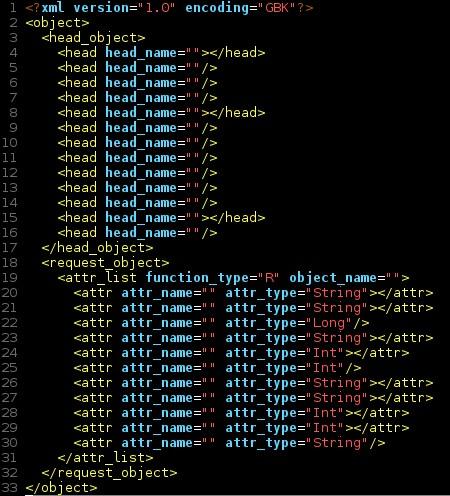 1 <?xml version="1.0" encoding="GBK"?>
2 <object>
3   <head_object>
4     <head head_name=""></head>
5     <head head_name=""/>
6     <head head_name=""/>
7     <head head_name=""/>
8     <head head_name=""></head>
9     <head head_name=""/>
10     <head head_name=""/>
11     <head head_name=""/>
12     <head head_name=""/>
13     <head head_name=""/>
14     <head head_name=""/>
15     <head head_name=""></head>
16     <head head_name=""/>
17   </head_object>
18   <request_object>
19     <attr_list function_type="R" object_name="">
20       <attr attr_name="" attr_type="String"></attr>
21       <attr attr_name="" attr_type="String"></attr>
22       <attr attr_name="" attr_type="Long"/>
23       <attr attr_name="" attr_type="String"></attr>
24       <attr attr_name="" attr_type="Int"></attr>
25       <attr attr_name="" attr_type="Int"/>
26       <attr attr_name="" attr_type="String"></attr>
27       <attr attr_name="" attr_type="String"></attr>
28       <attr attr_name="" attr_type="Int"></attr>
29       <attr attr_name="" attr_type="Int"></attr>
30       <attr attr_name="" attr_type="String"/>
31     </attr_list>
32   </request_object>
33 </object>